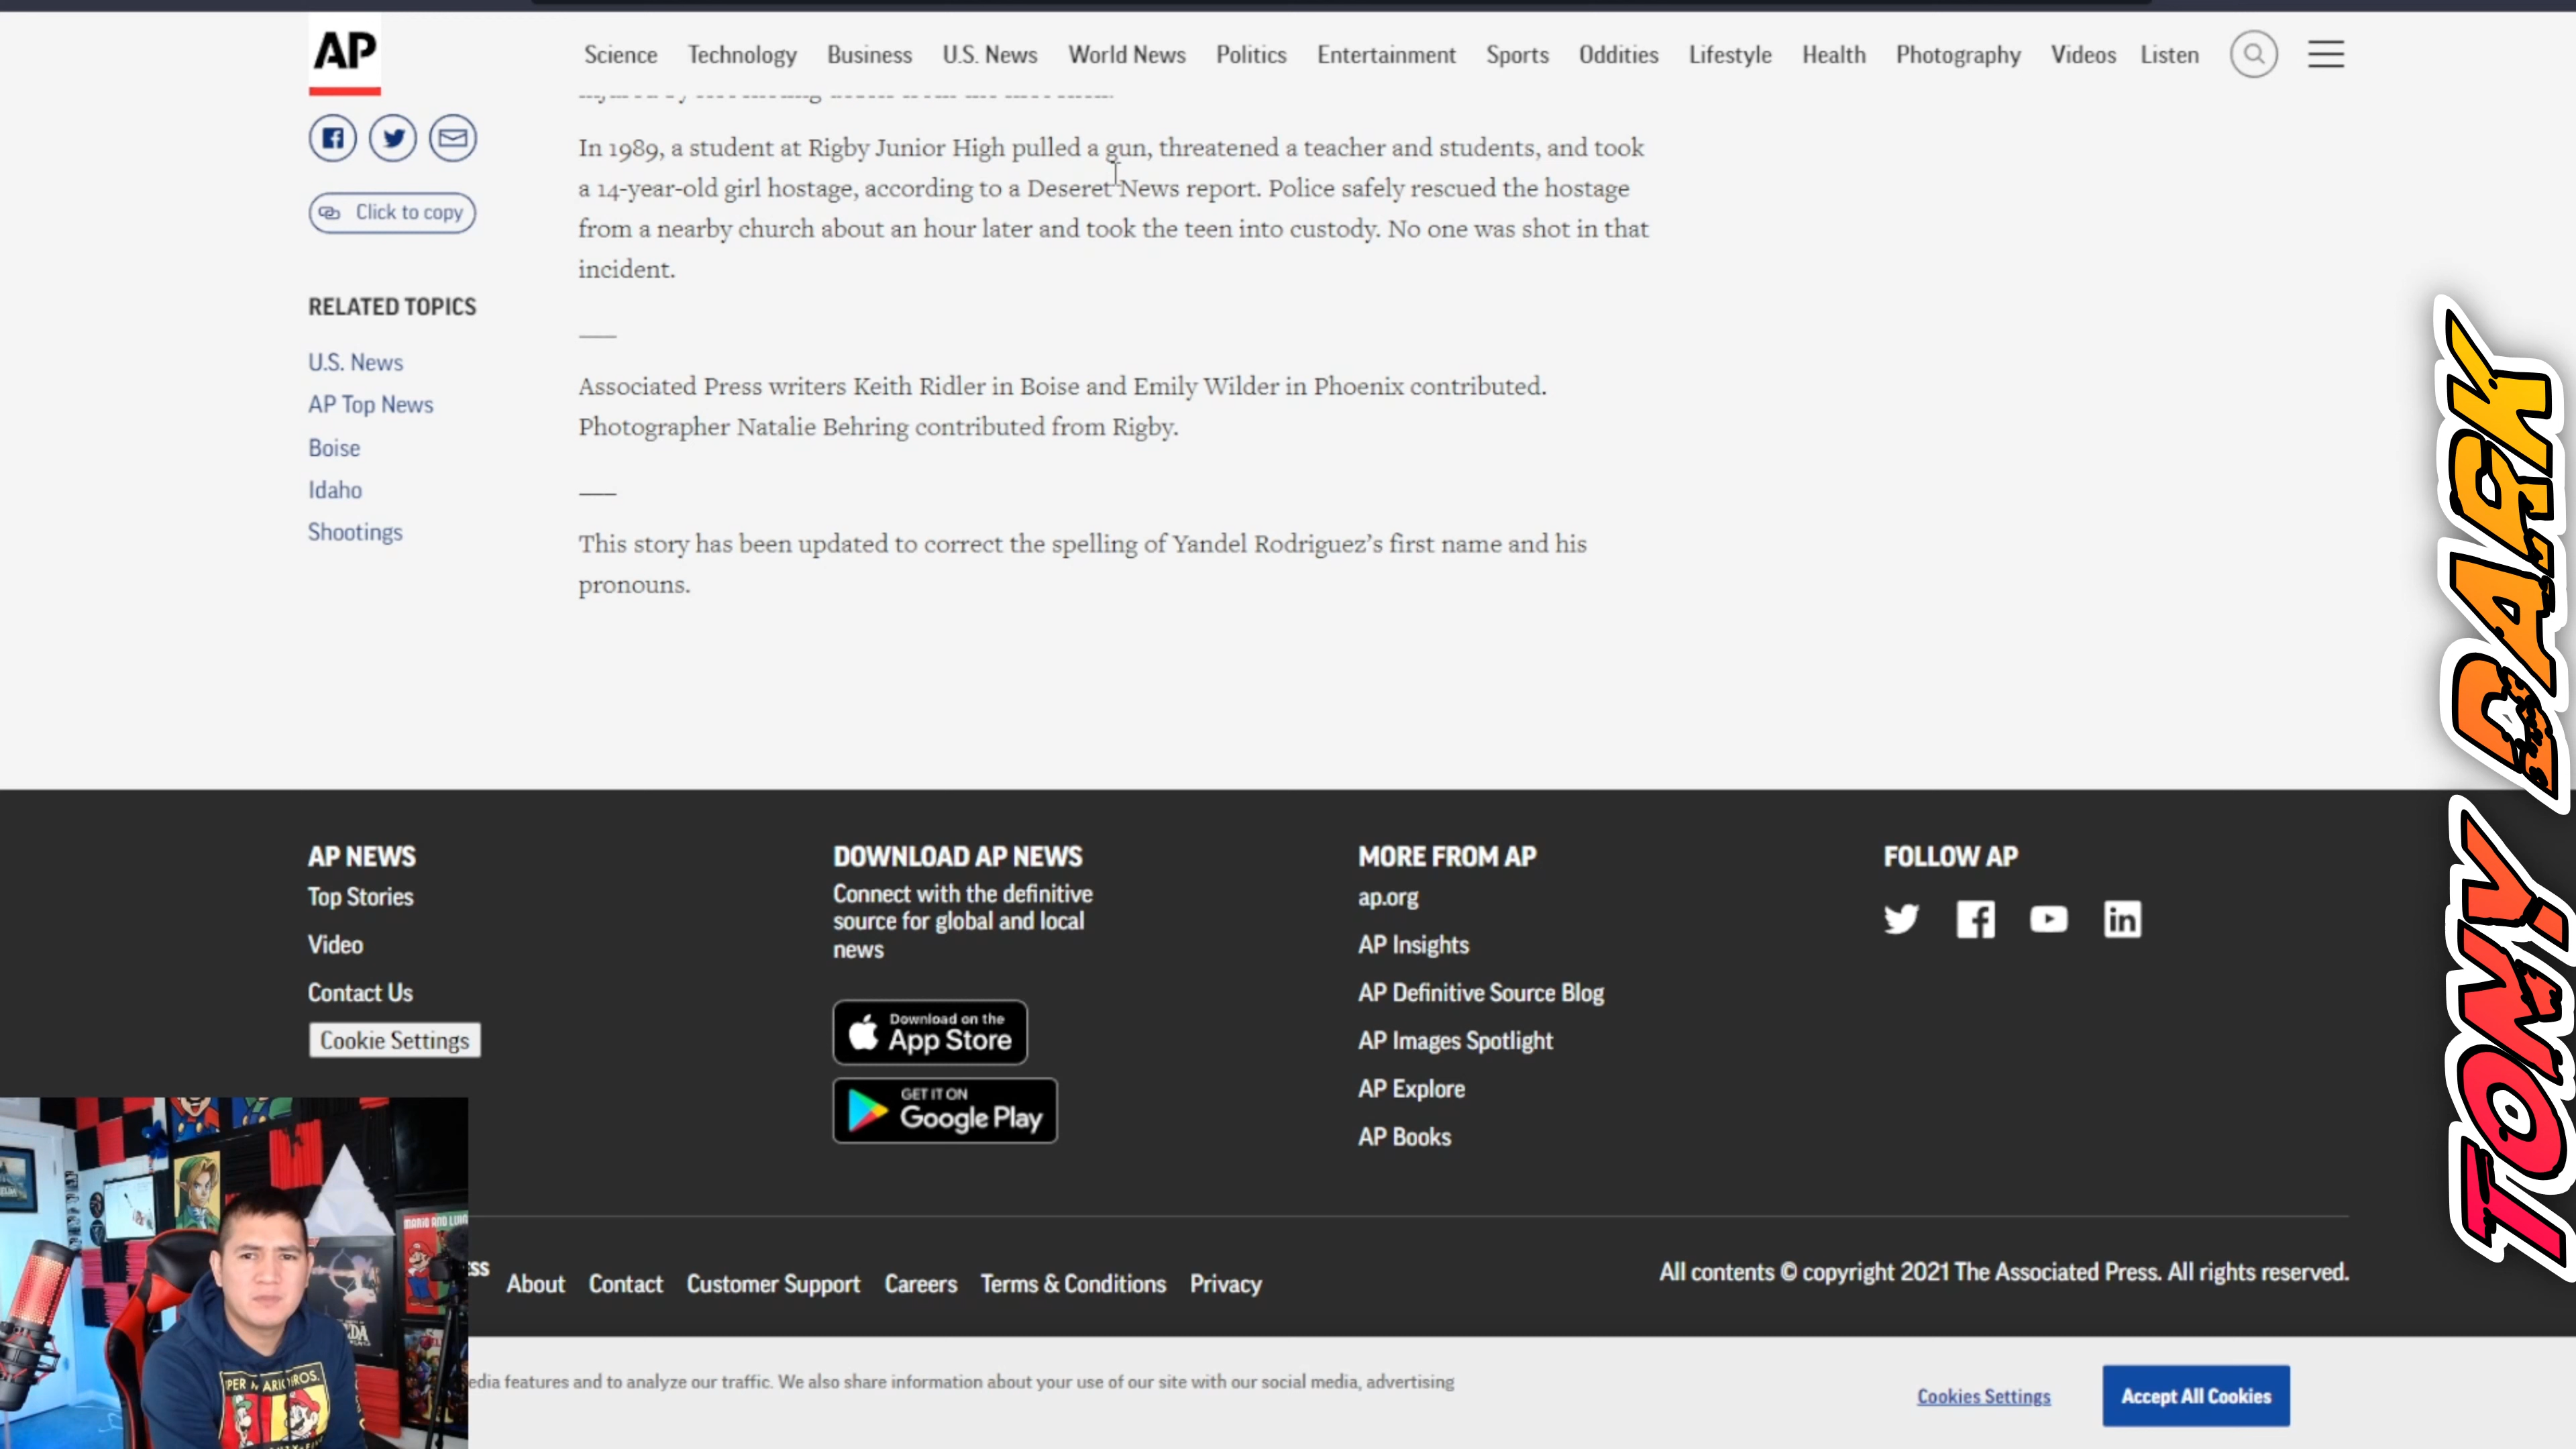 AP
Science Technology Business U.S. News World News Politics Entertainment Sports Oddities Lifestyle Health Photography Videos Listen
Click to copy
RELATED TOPICS
U.S. News
AP Top News
Boise
Idaho
Shootings
In 1989, a student at Rigby Junior High pulled a gun, threatened a teacher and students, and took
a 14-year-old girl hostage, according to a Deseret News report. Police safely rescued the hostage
from a nearby church about an hour later and took the teen into custody. No one was shot in that
incident.
Associated Press writers Keith Ridler in Boise and Emily Wilder in Phoenix contributed.
Photographer Natalie Behring contributed from Rigby.
This story has been updated to correct the spelling of Yandel Rodriguez’s first name and his
pronouns.
TOMY DARK
AP NEWS
Top Stories
Video
Contact Us
Cookie Settings
DOWNLOAD AP NEWS
Connect with the definitive
source for global and local
news
Download on the
App Store
GET IT ON
Google Play
MORE FROM AP
ap.org
AP Insights
AP Definitive Source Blog
AP Images Spotlight
AP Explore
AP Books
FOLLOW AP
MARIO AND LUIG
ss
About Contact Customer Support Careers Terms & Conditions Privacy
All contents © copyright 2021 The Associated Press. All rights reserved.
edia features and to analyze our traffic. We also share information about your use of our site with our social media, advertising
Cookies Settings
Accept All Cookies